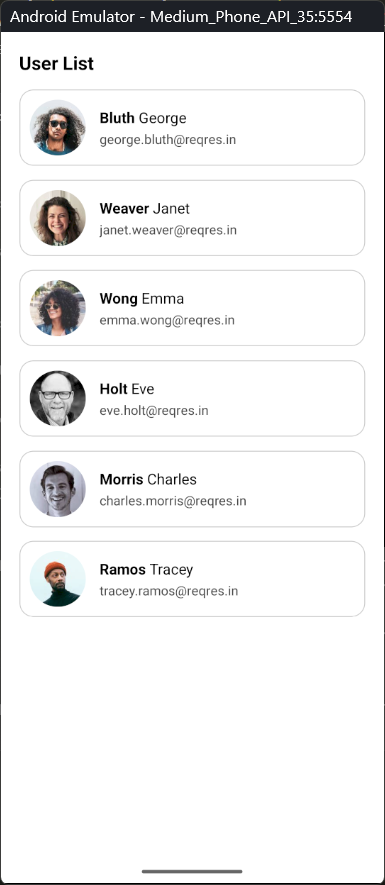 Android Emulator - Medium_Phone_API_35:5554
User List
Bluth George
george.bluth@reqres.in
Weaver Janet
janet.weaver@reqres.in
Wong Emma
emma.wong@reqres.in
Holt Eve
eve.holt@reqres.in
Morris Charles
charles.morris@reqres.in
Ramos Tracey
tracey.ramos@reqres.in